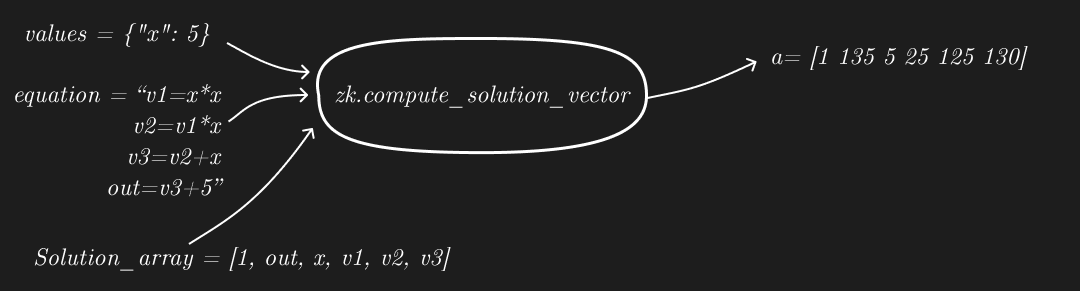 values = {"x": 5}
equation = “v1=x*x
v2=v1*x
v3=v2+x
out=v3+5”
Solution_array = [1, out, x, v1, v2, v3]
zk.compute_solution_vector
a= [1 135 5 25 125 130]